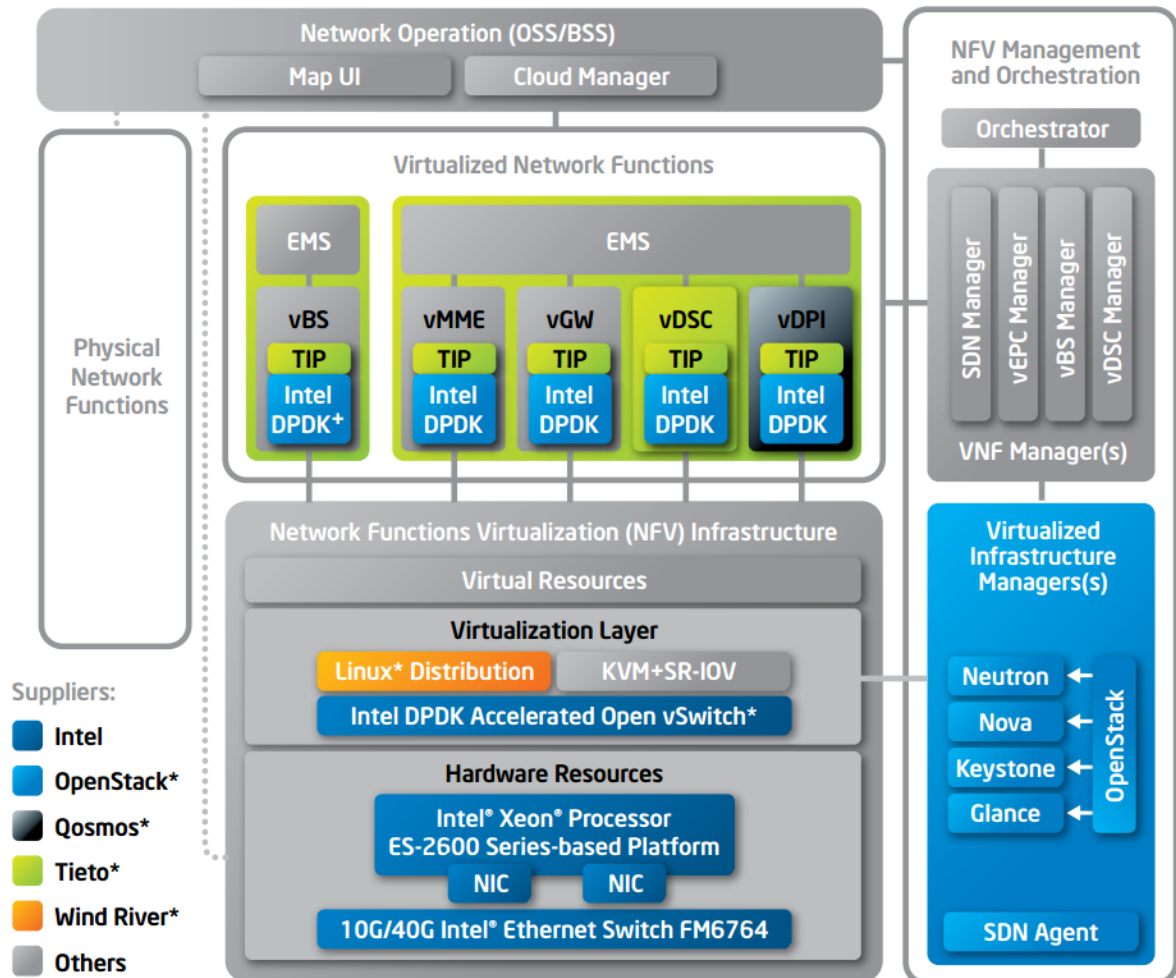 Network Operation (OSS/BSS)
Map UI
Cloud Manager
NFV Management
and Orchestration
Orchestrator
Physical
Network
Functions
Virtualized Network Functions
EMS
EMS
vBS
vMME
vGW
vDSC
vDPI
TIP
TIP
TIP
TIP
TIP
Intel
DPDK+
Intel
DPDK
Intel
DPDK
Intel
DPDK
Intel
DPDK
SDN Manager
vEPC Manager
vBS Manager
vDSC Manager
VNF Manager(s)
Network Functions Virtualization (NFV) Infrastructure
Virtual Resources
Virtualization Layer
Linux* Distribution
KVM+SR-IOV
Intel DPDK Accelerated Open vSwitch*
Hardware Resources
Intel® Xeon® Processor
ES-2600 Series-based Platform
NIC
NIC
10G/40G Intel® Ethernet Switch FM6764
Virtualized
Infrastructure
Managers(s)
Neutron
Nova
Keystone
Glance
OpenStack
SDN Agent
Suppliers:
Intel
OpenStack*
Qosmos*
Tieto*
Wind River*
Others